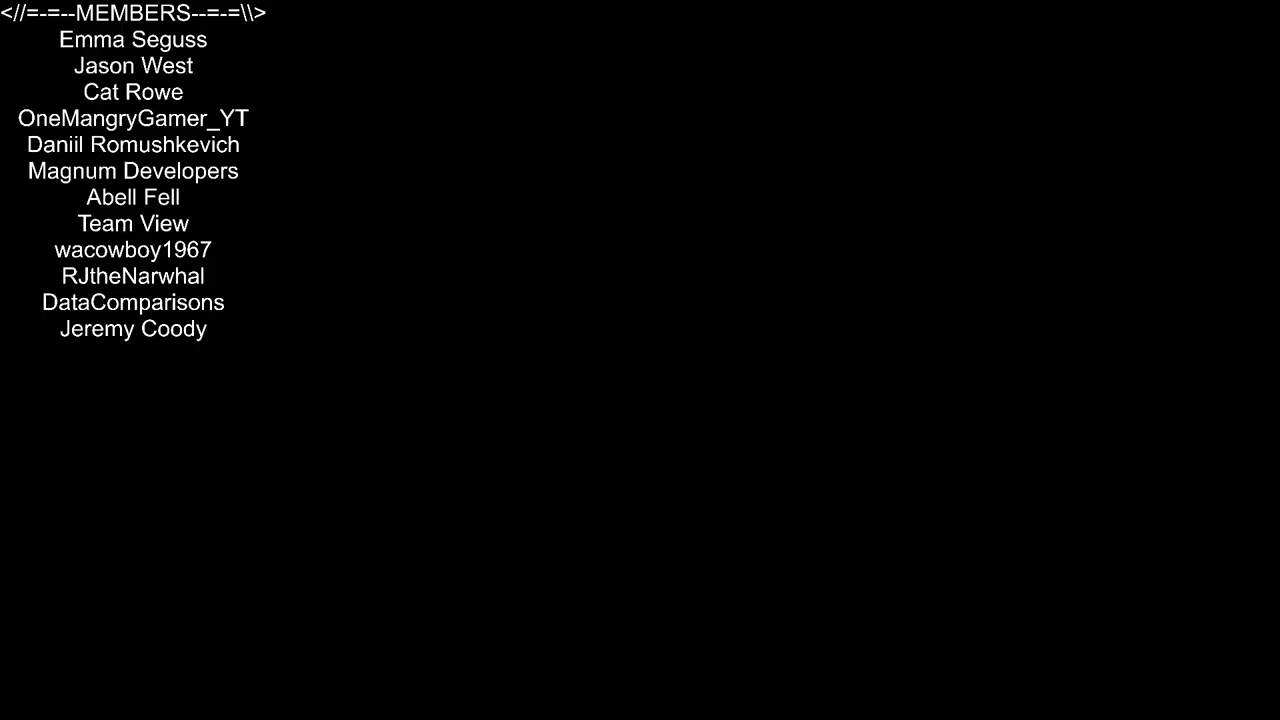 <//=-=--MEMBERS--=-=\\>
Emma Seguss
Jason West
Cat Rowe
OneMangryGamer_YT
Daniil Romushkevich
Magnum Developers
Abell Fell
Team View
wacowboy1967
RJtheNarwhal
DataComparisons
Jeremy Coody